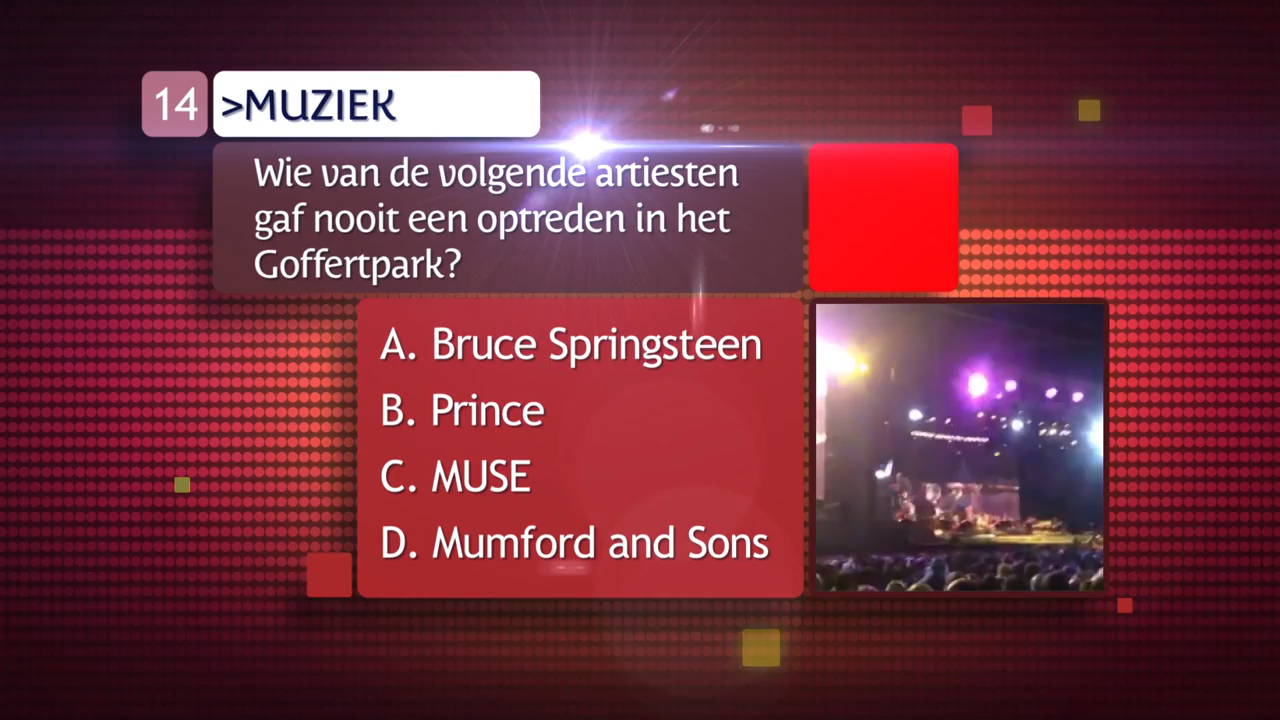 14 >MUZIEK
Wie van de volgende artiesten
gaf nooit een optreden in het
Goffertpark?
A. Bruce Springsteen
B. Prince
C. MUSE
D. Mumford and Sons